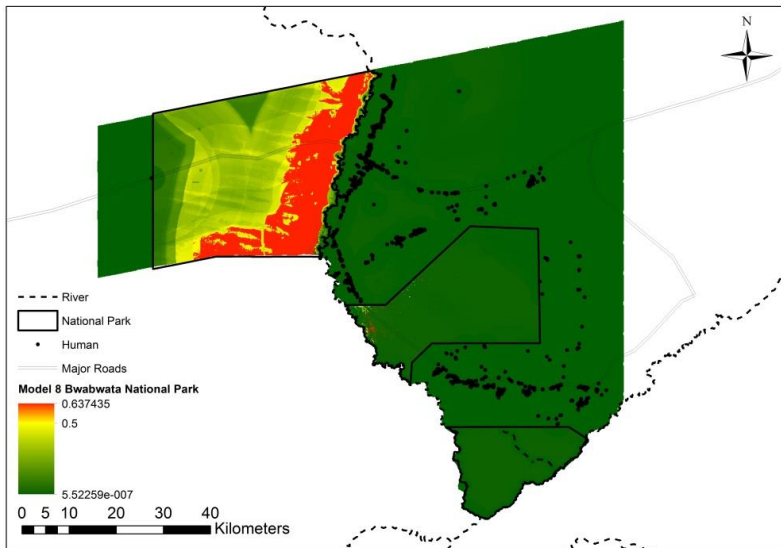 N
River
National Park
Human
Major Roads
Model 8 Bwabwata National Park
0.637435
0.5
5.52259e-007
0 5 10 20 30 40
Kilometers